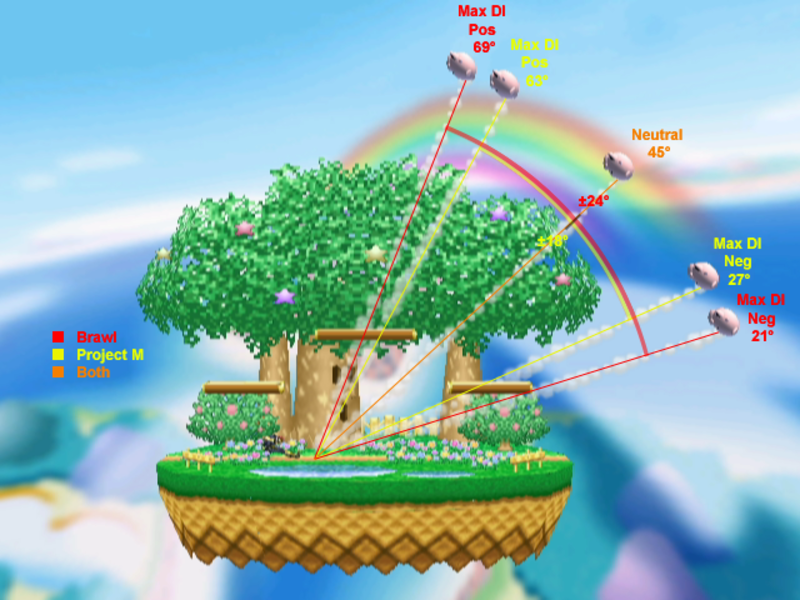 Max DI
Pos
69°
Max DI
Pos
63°
Neutral
45°
±24°
±18°
Max DI
Neg
27°
Max DI
Neg
21°
Brawl
Project M
Both